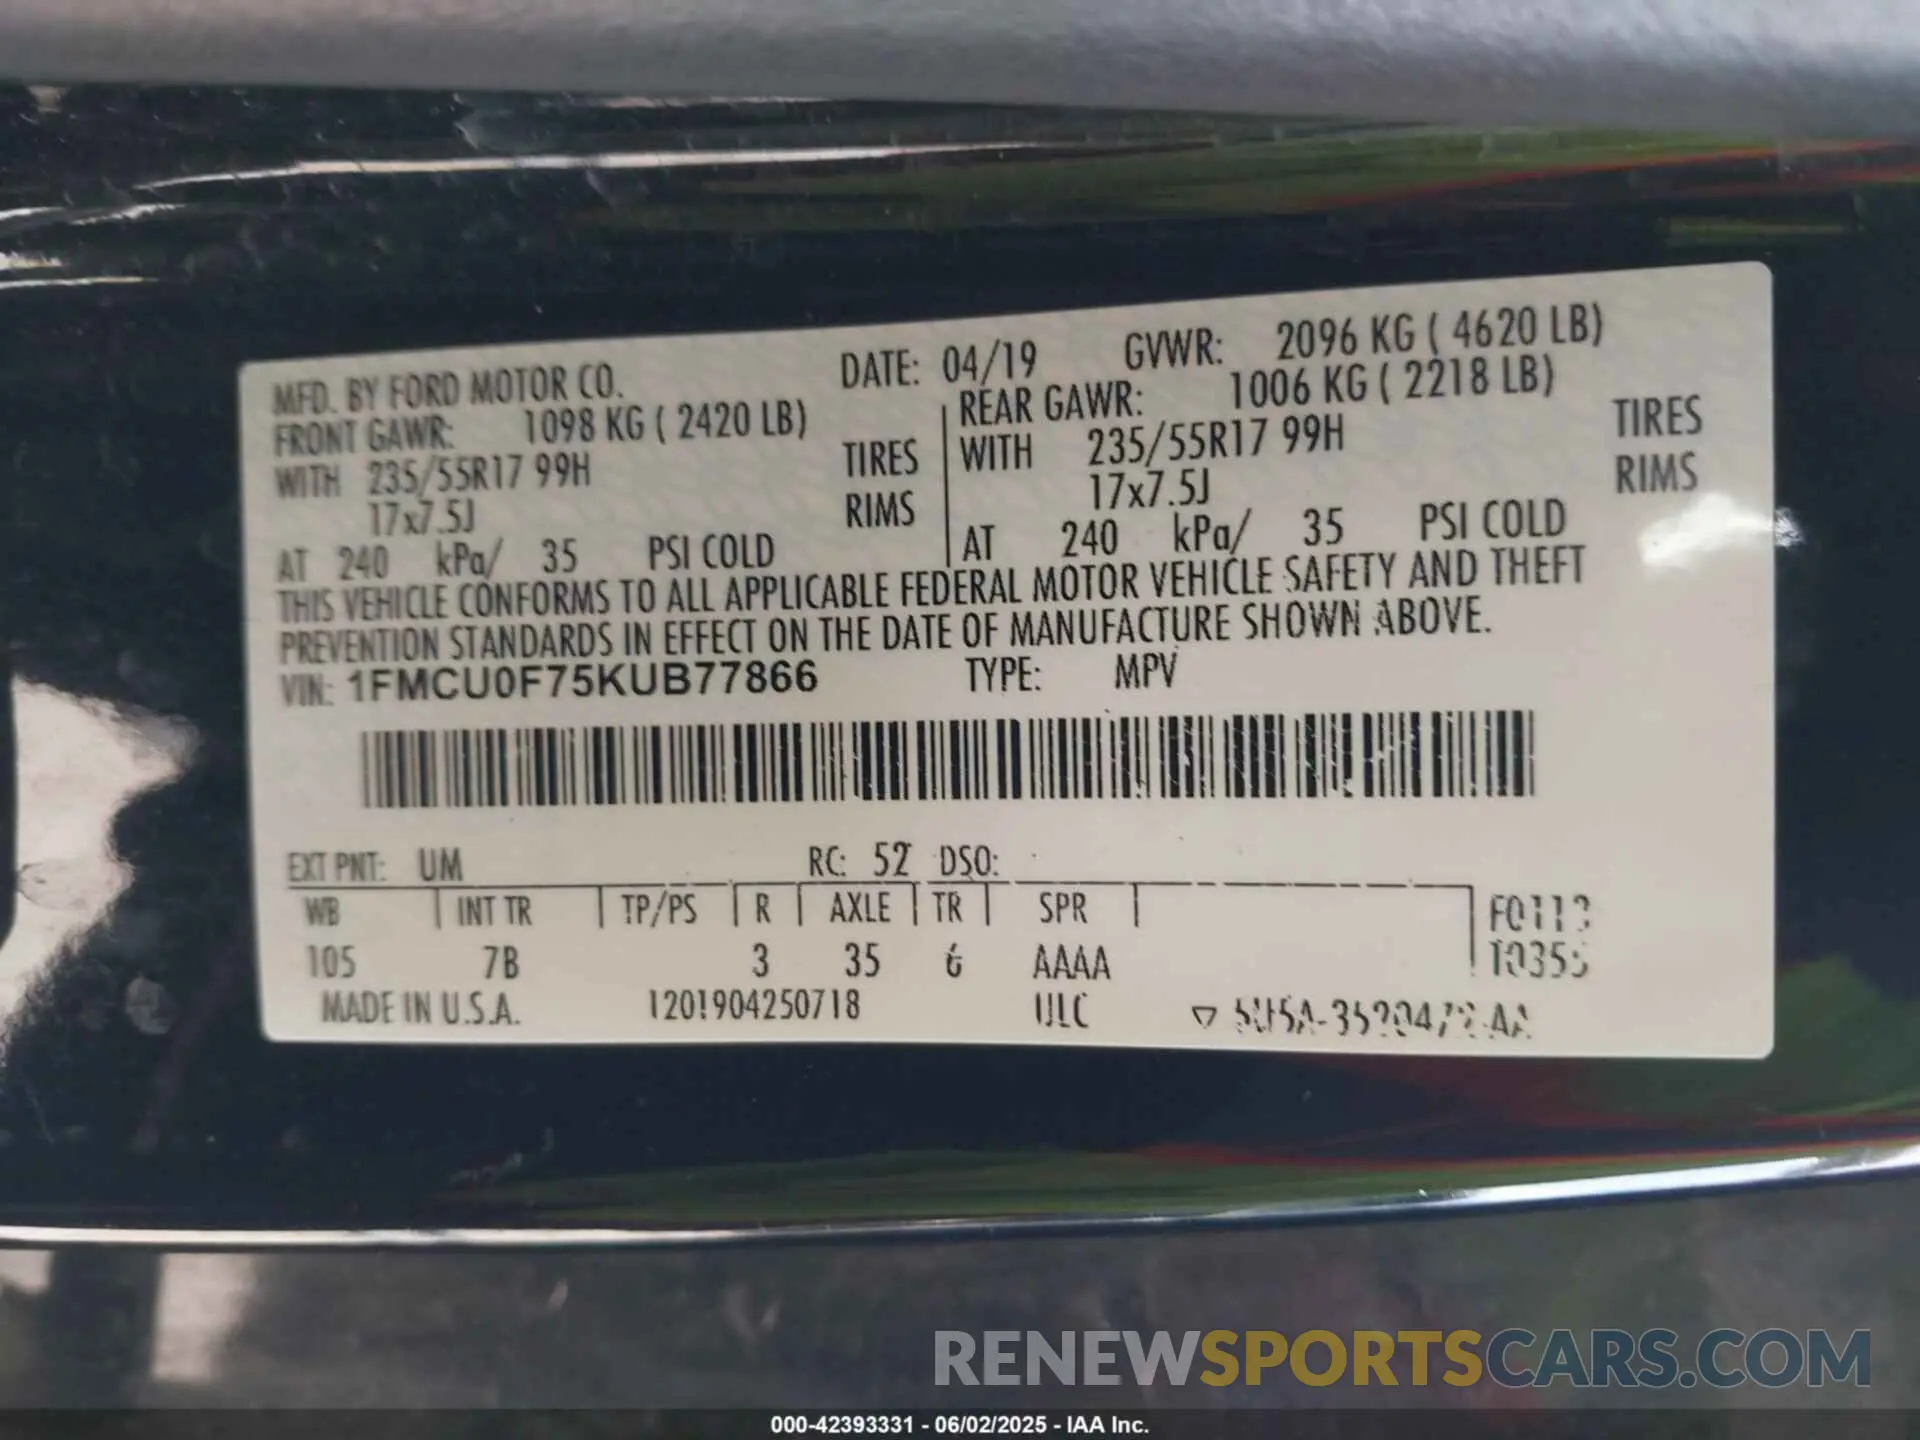 MFD. BY FORD MOTOR CO. DATE: 04/19 GVWR: 2096 KG ( 4620 LB)
FRONT GAWR: 1098 KG ( 2420 LB)
WITH 235/55R17 99H TIRES
17x7.5J RIMS
AT 240 kPa/ 35 PSI COLD
REAR GAWR: 1006 KG ( 2218 LB)
WITH 235/55R17 99H TIRES
17x7.5J RIMS
AT 240 kPa/ 35 PSI COLD
THIS VEHICLE CONFORMS TO ALL APPLICABLE FEDERAL MOTOR VEHICLE SAFETY AND THEFT
PREVENTION STANDARDS IN EFFECT ON THE DATE OF MANUFACTURE SHOWN ABOVE.
VIN: 1FMCU0F75KUB77866 TYPE: MPV
EXT PNT: UM RC: 52 DSO:
WB INT TR TP/PS R AXLE TR SPR
105 7B 3 35 6 AAAA
MADE IN U.S.A. 1201904250718 ULC
RENEWSPORTSCARS.COM
000-42393331 - 06/02/2025 - IAA Inc.